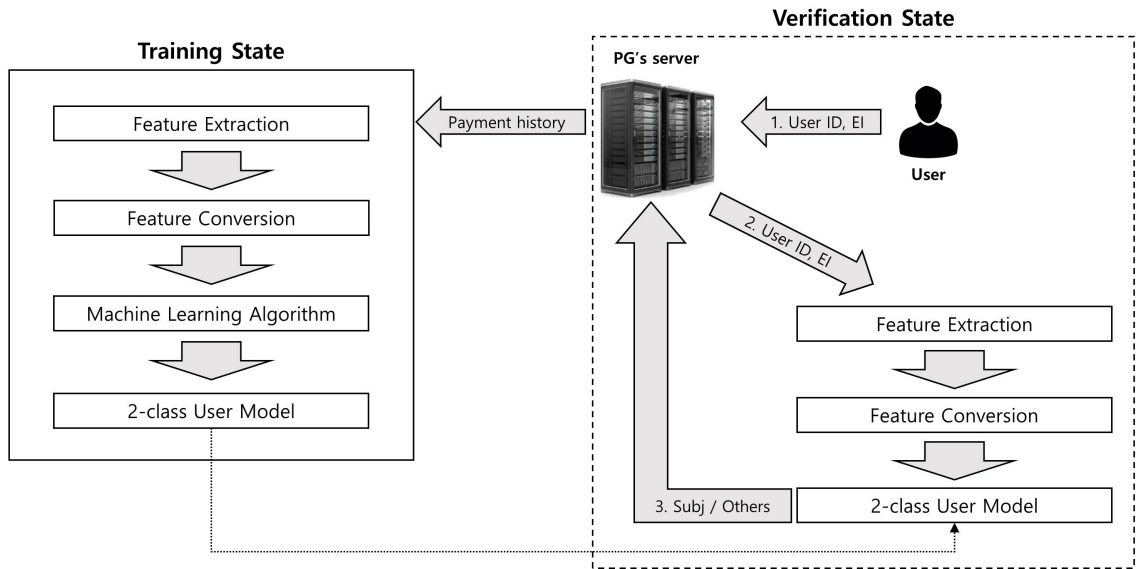 Verification State
Training State
PG's server
Feature Extraction
Payment history
1. User ID, EI
User
Feature Conversion
2. User ID, EI
Machine Learning Algorithm
Feature Extraction
2-class User Model
Feature Conversion
3. Subj / Others
2-class User Model